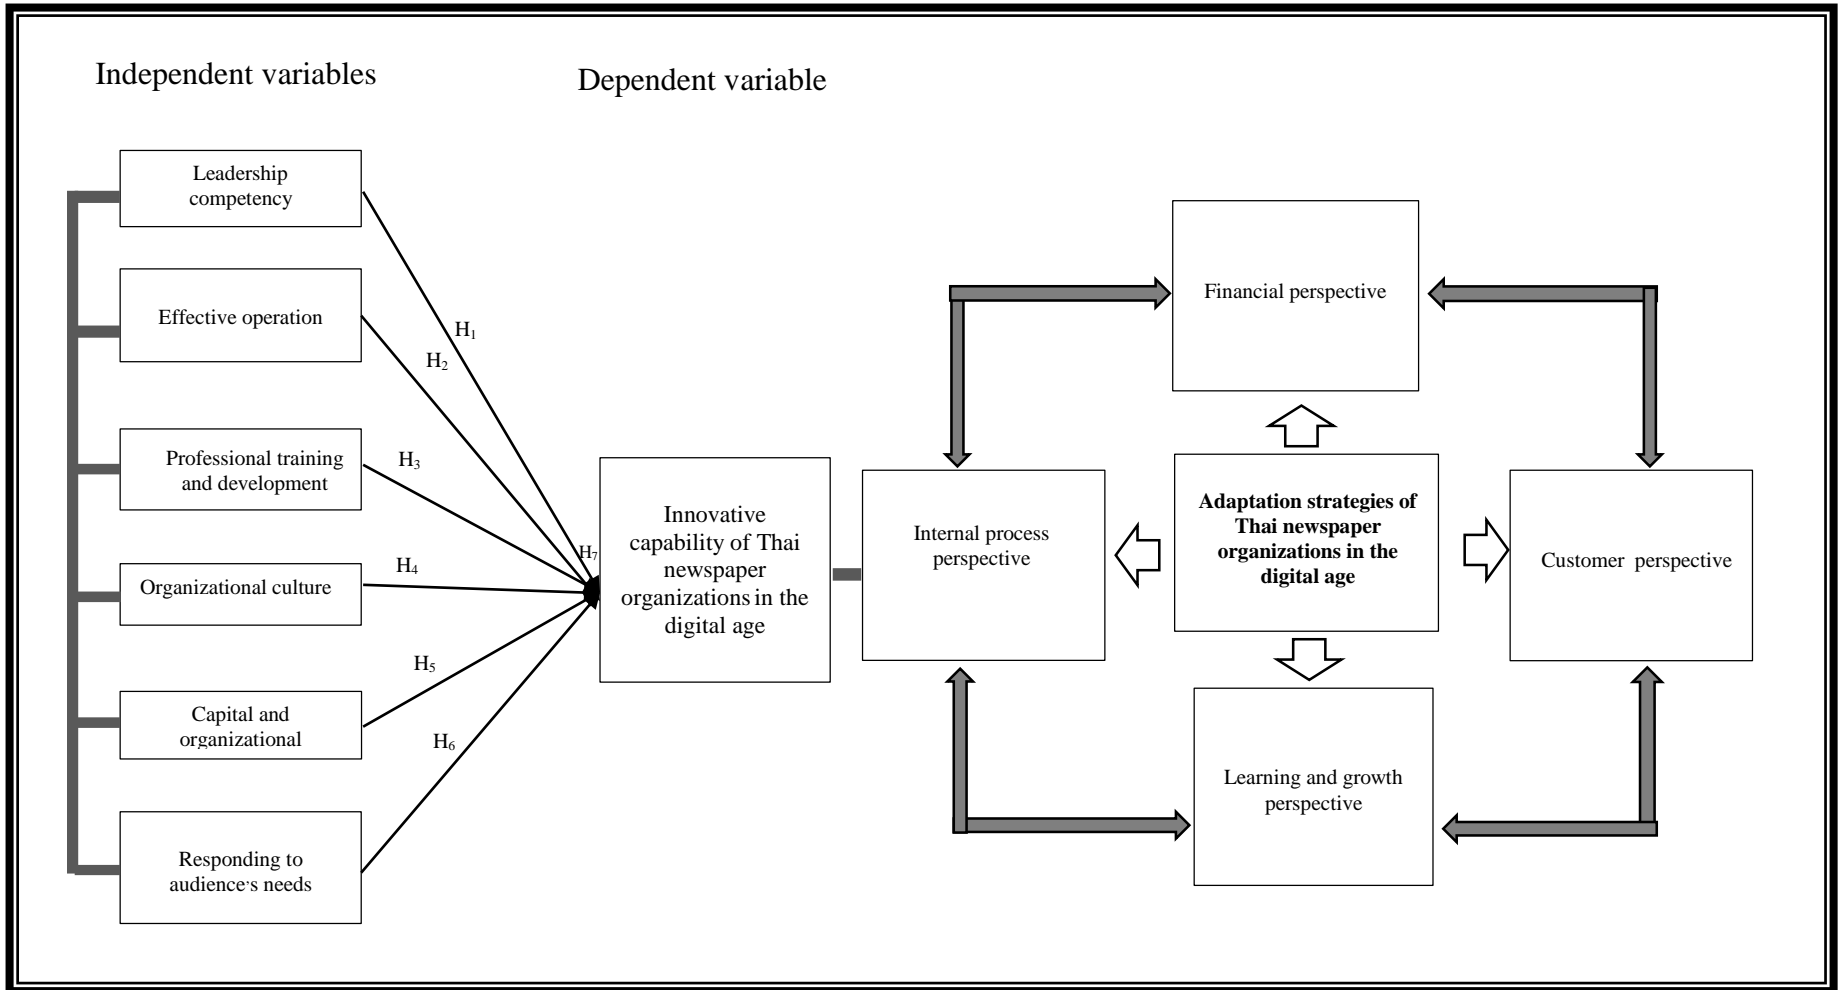 Independent variables
Dependent variable
Leadership
competency
Effective operation
Professional training
and development
Organizational culture
Capital and
organizational
Responding to
audience's needs
H1
H2
H3
H4
H5
H6
H7
Innovative
capability of Thai
newspaper
organizations in the
digital age
Internal process
perspective
Financial perspective
Adaptation strategies of
Thai newspaper
organizations in the
digital age
Customer perspective
Learning and growth
perspective